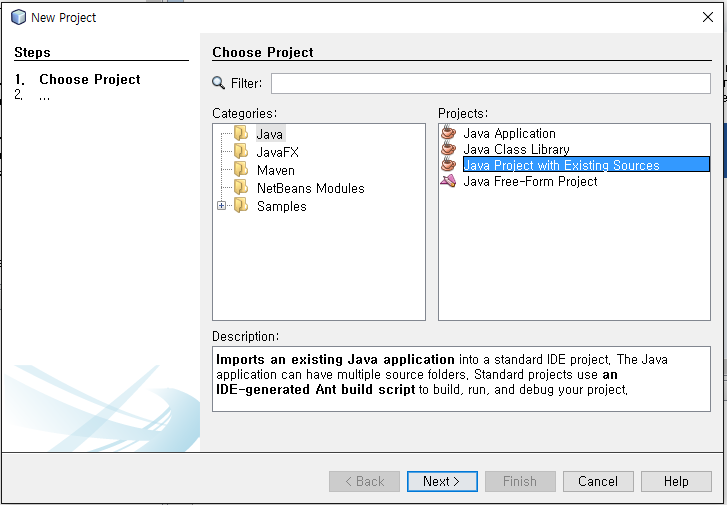 New Project
Steps
1. Choose Project
2. ...
Choose Project
Filter:
Categories:
Java
JavaFX
Maven
NetBeans Modules
Samples
Projects:
Java Application
Java Class Library
Java Project with Existing Sources
Java Free-Form Project
Description:
Imports an existing Java application into a standard IDE project. The Java
application can have multiple source folders. Standard projects use an
IDE-generated Ant build script to build, run, and debug your project.
< Back
Next >
Finish
Cancel
Help